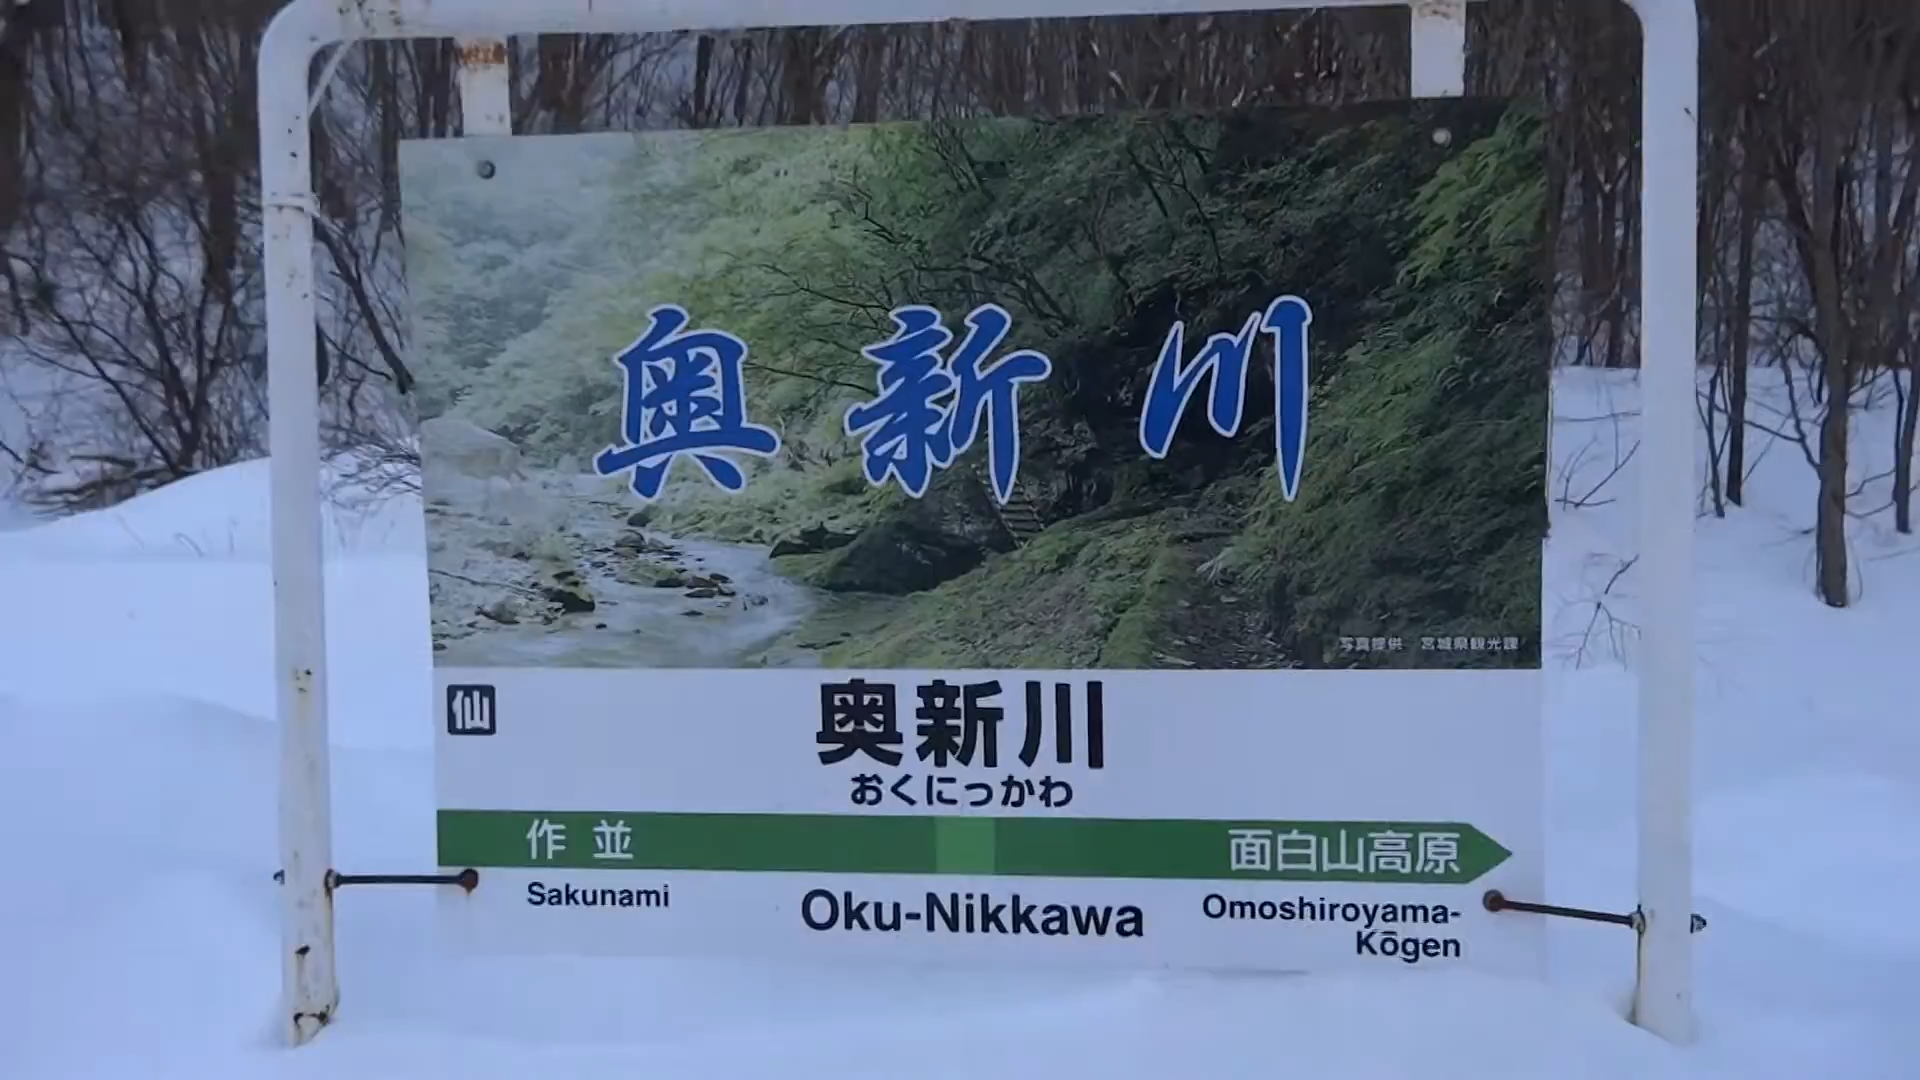 奥新川
写真提供 宮城県観光課
仙
奥新川
おくにっかわ
作並
面白山高原
Sakunami
Oku-Nikkawa
Omoshiroyama-
Kōgen